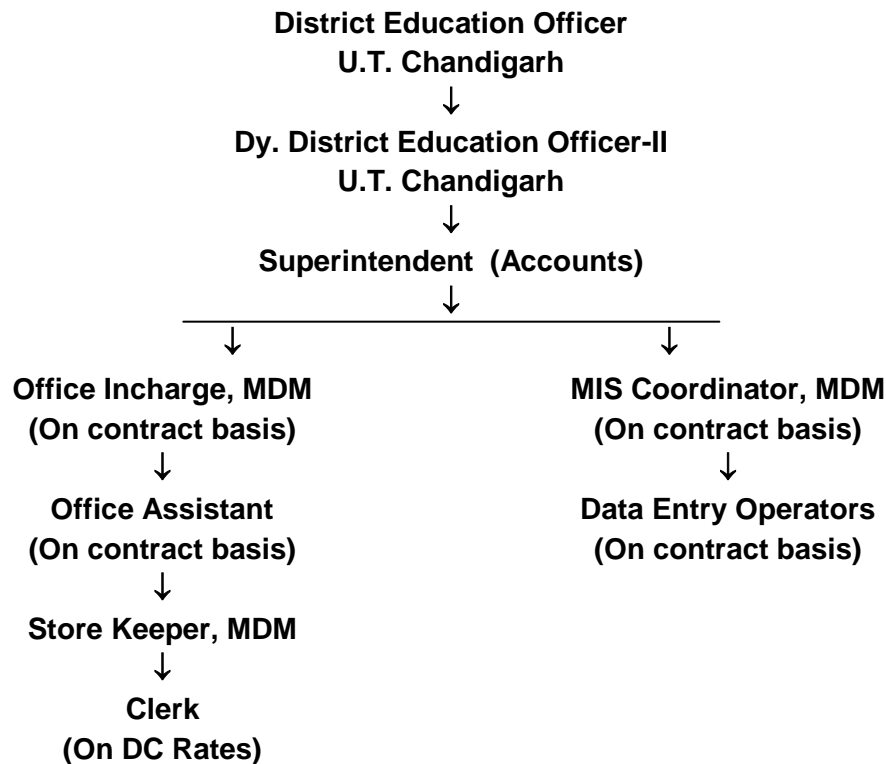 District Education Officer
U.T. Chandigarh
↓
Dy. District Education Officer-II
U.T. Chandigarh
↓
Superintendent (Accounts)
↓
↓ ↓
Office Incharge, MDM MIS Coordinator, MDM
(On contract basis) (On contract basis)
↓ ↓
Office Assistant Data Entry Operators
(On contract basis) (On contract basis)
↓
Store Keeper, MDM
↓
Clerk
(On DC Rates)